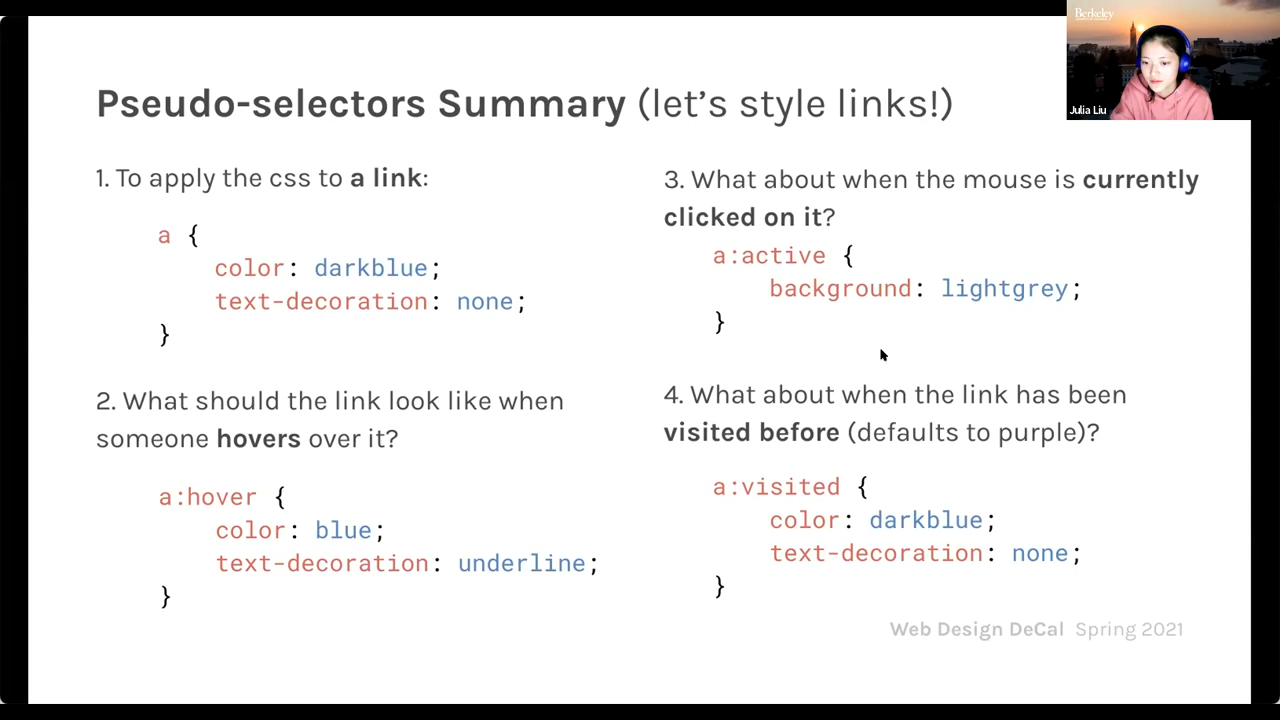 Berkeley
Julia Liu
Pseudo-selectors Summary (let's style links!)
1. To apply the css to a link:
a {
color: darkblue;
text-decoration: none;
}
2. What should the link look like when
someone hovers over it?
a:hover {
color: blue;
text-decoration: underline;
}
3. What about when the mouse is currently
clicked on it?
a:active {
background: lightgrey;
}
4. What about when the link has been
visited before (defaults to purple)?
a:visited {
color: darkblue;
text-decoration: none;
}
Web Design DeCal Spring 2021